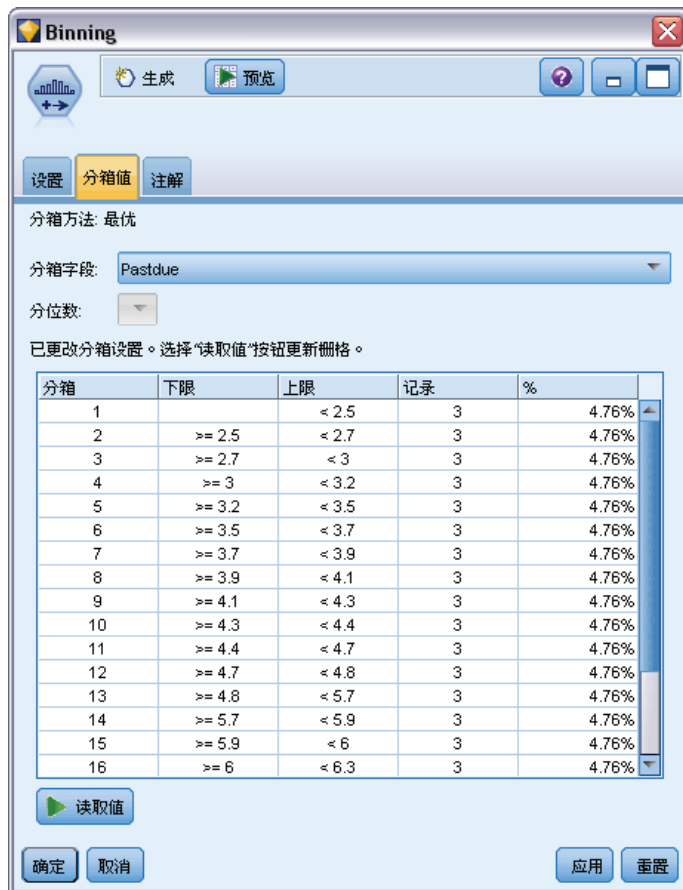 Binning
生成 预览
设置 分箱值 注解
分箱方法: 最优
分箱字段: Pastdue
分位数:
已更改分箱设置。选择“读取值”按钮更新栅格。
分箱 下限 上限 记录 %
1 < 2.5 3 4.76%
2 >= 2.5 < 2.7 3 4.76%
3 >= 2.7 < 3 3 4.76%
4 >= 3 < 3.2 3 4.76%
5 >= 3.2 < 3.5 3 4.76%
6 >= 3.5 < 3.7 3 4.76%
7 >= 3.7 < 3.9 3 4.76%
8 >= 3.9 < 4.1 3 4.76%
9 >= 4.1 < 4.3 3 4.76%
10 >= 4.3 < 4.4 3 4.76%
11 >= 4.4 < 4.7 3 4.76%
12 >= 4.7 < 4.8 3 4.76%
13 >= 4.8 < 5.7 3 4.76%
14 >= 5.7 < 5.9 3 4.76%
15 >= 5.9 < 6 3 4.76%
16 >= 6 < 6.3 3 4.76%
读取值
确定 取消 应用 重置